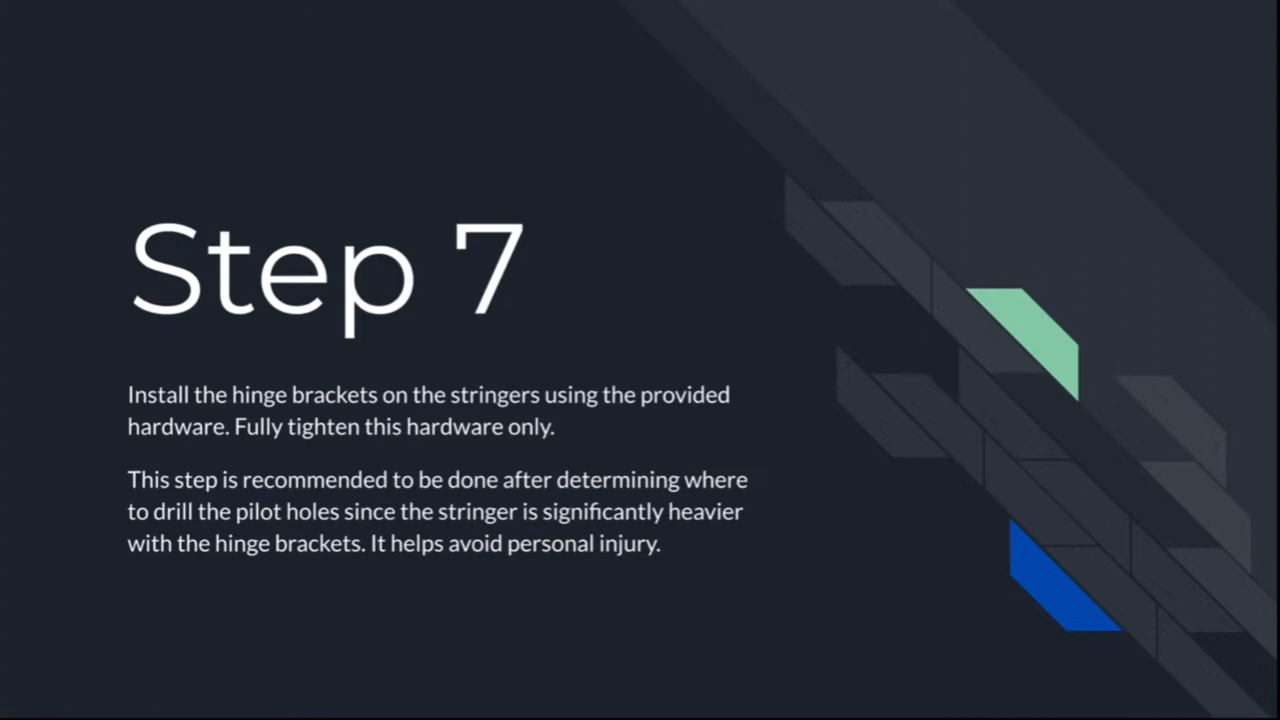 Step 7
Install the hinge brackets on the stringers using the provided
hardware. Fully tighten this hardware only.
This step is recommended to be done after determining where
to drill the pilot holes since the stringer is significantly heavier
with the hinge brackets. It helps avoid personal injury.